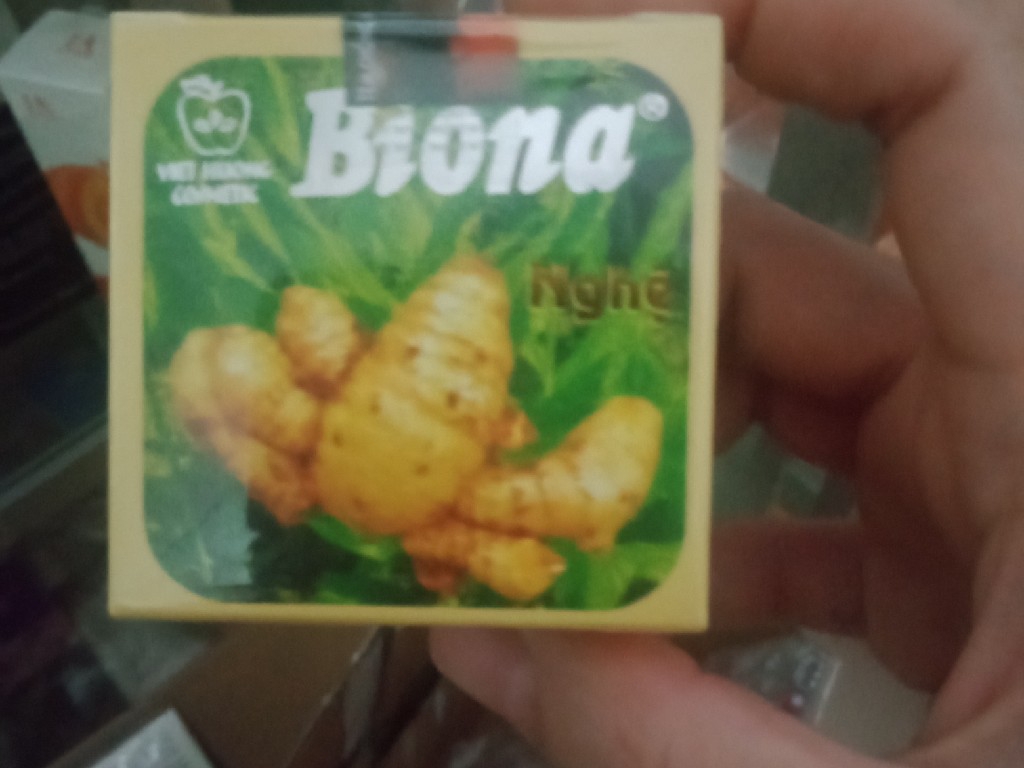 Biona®
VIET HUONG
COSMETIC
Nghệ